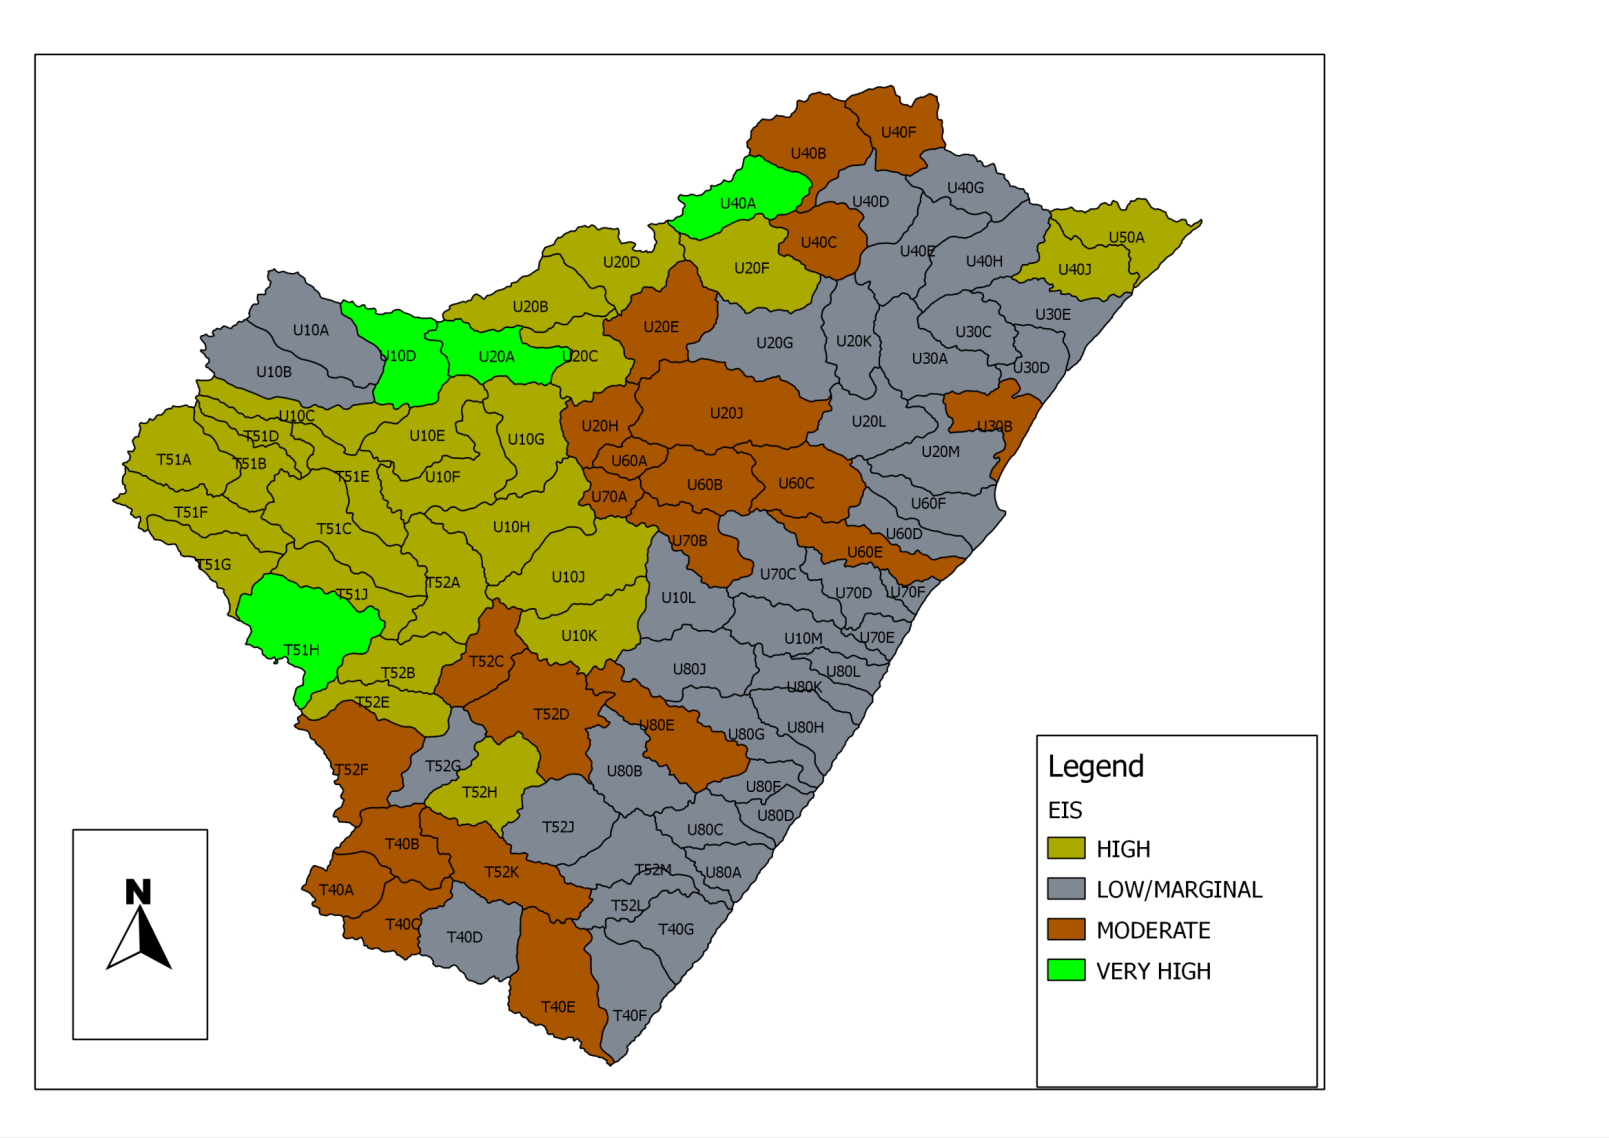 U40F
U40B
U40G
U40A
U40D
U50A
U40C
U40E
U20D
U40H
U20F
U40J
U20B
U30E
U10A
U20E
U30C
U20G
U20K
U10D
U20A
U20C
U30A
U30D
U10B
U20J
U10C
U20L
U20H
U30B
T51D
U10E
U10G
U20M
T51A
U60A
T51B
T51E
U10F
U60B
U60C
U70A
U60F
T51F
T51C
U10H
U60D
U70B
U60E
T51G
U70C
U10J
T52A
T51J
U10L
U70D
U70F
U10K
U10M
U70E
T51H
T52C
T52B
U80J
U80L
U80K
T52E
T52D
U80E
U80H
U80G
T52F
T52G
U80B
T52H
U80F
U80D
T52J
U80C
T40B
T52K
T52M
U80A
T40A
T52L
T40C
T40D
T40G
T40E
T40F
N
Legend
EIS
HIGH
LOW/MARGINAL
MODERATE
VERY HIGH